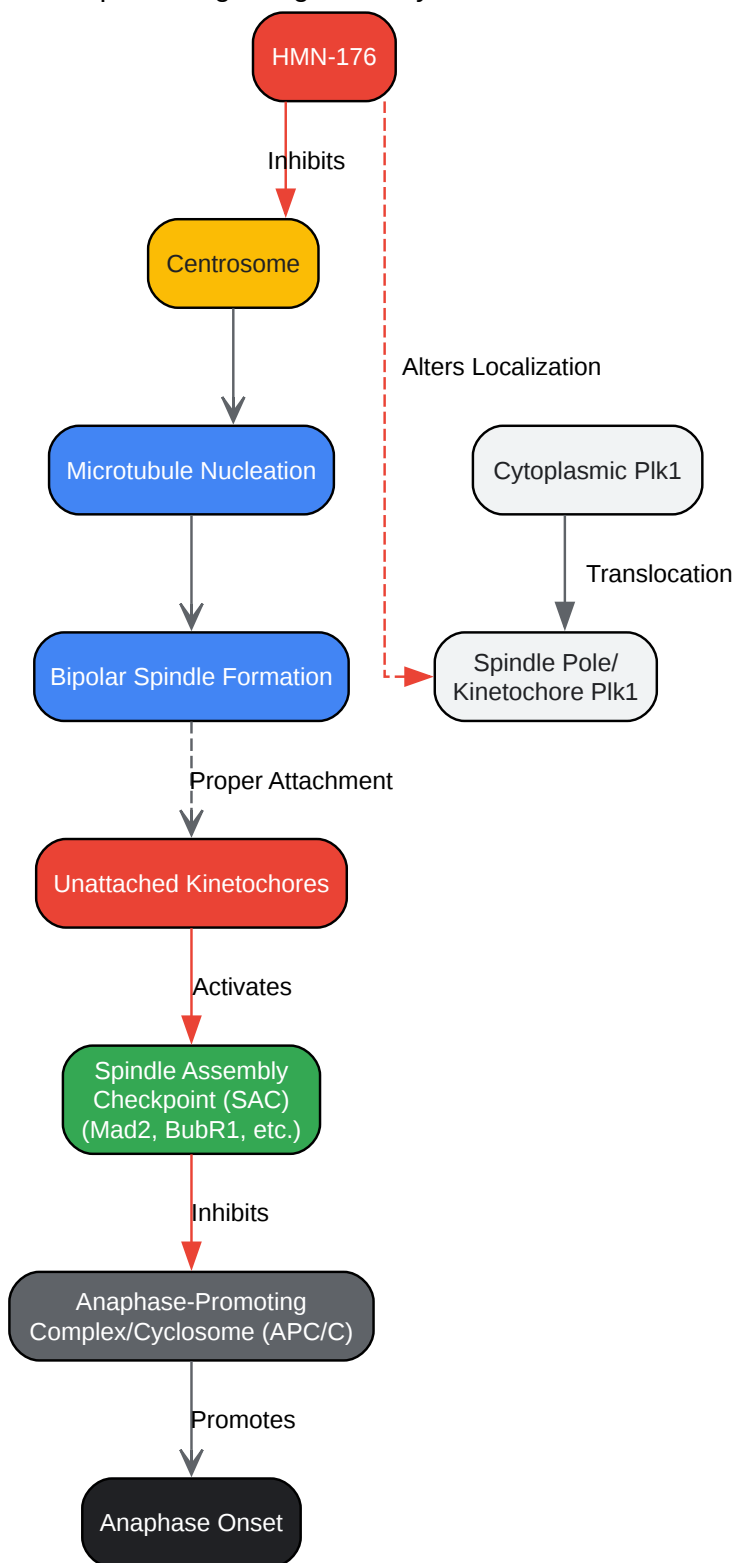 HMN-176
Inhibits
Centrosome
Alters Localization
Microtubule Nucleation
Cytoplasmic Plk1
Translocation
Bipolar Spindle Formation
Spindle Pole/
Kinetochore Plk1
Proper Attachment
Unattached Kinetochores
Activates
Spindle Assembly
Checkpoint (SAC)
(Mad2, BubR1, etc.)
Inhibits
Anaphase-Promoting
Complex/Cyclosome (APC/C)
Promotes
Anaphase Onset